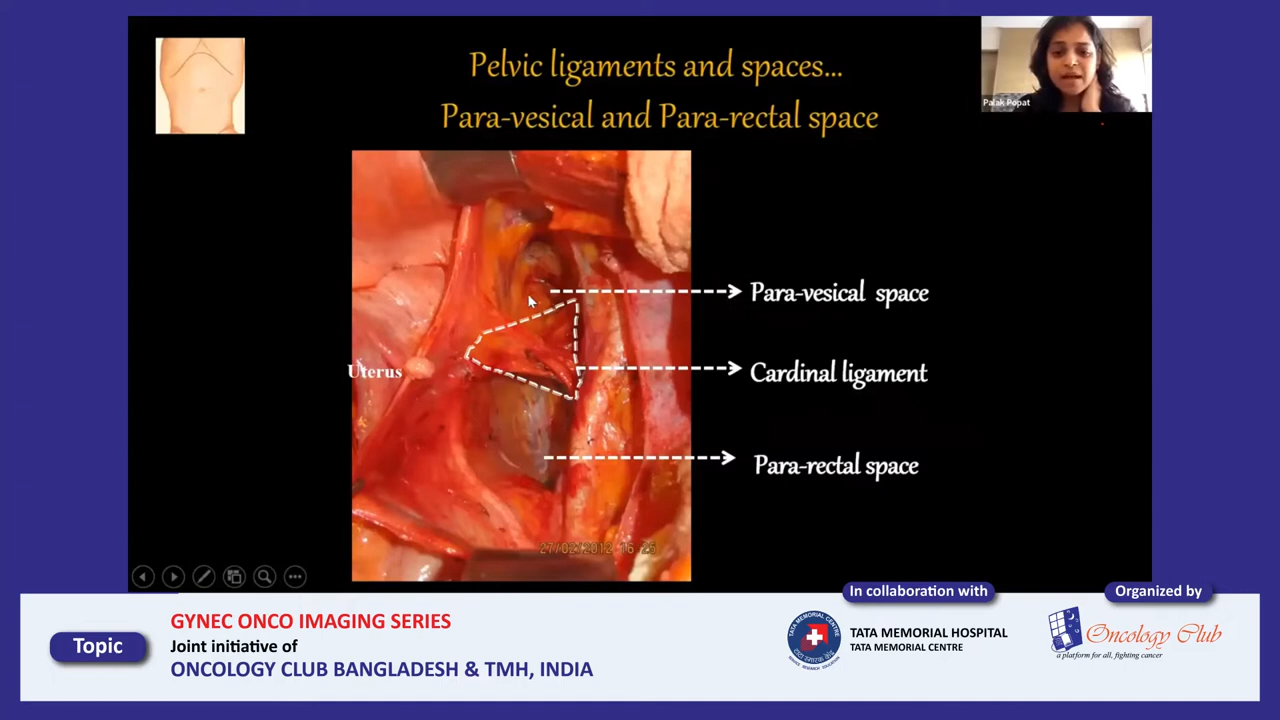 Pelvic ligaments and spaces...
Para-vesical and Para-rectal space
Palak Popat
Para-vesical space
Uterus
Cardinal ligament
Para-rectal space
27/02/2012 16 25
In collaboration with
Organized by
Topic
GYNEC ONCO IMAGING SERIES
Joint initiative of
ONCOLOGY CLUB BANGLADESH & TMH, INDIA
TATA MEMORIAL HOSPITAL
TATA MEMORIAL CENTRE
Oncology Club
a platform for all, fighting cancer